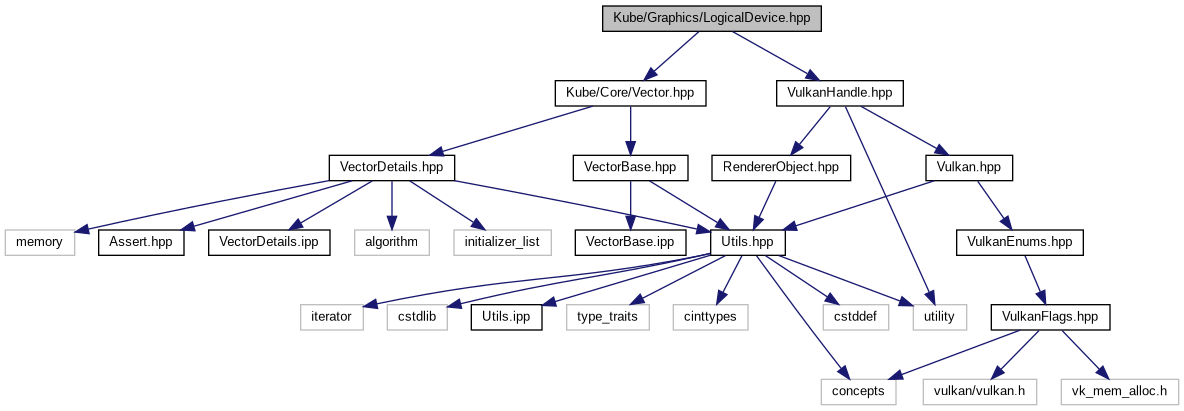 Kube/Graphics/LogicalDevice.hpp
Kube/Core/Vector.hpp
VulkanHandle.hpp
VectorDetails.hpp
VectorBase.hpp
RendererObject.hpp
Vulkan.hpp
memory
Assert.hpp
VectorDetails.ipp
algorithm
initializer_list
VectorBase.ipp
Utils.hpp
VulkanEnums.hpp
iterator
cstdlib
Utils.ipp
type_traits
cinttypes
cstddef
utility
VulkanFlags.hpp
concepts
vulkan/vulkan.h
vk_mem_alloc.h